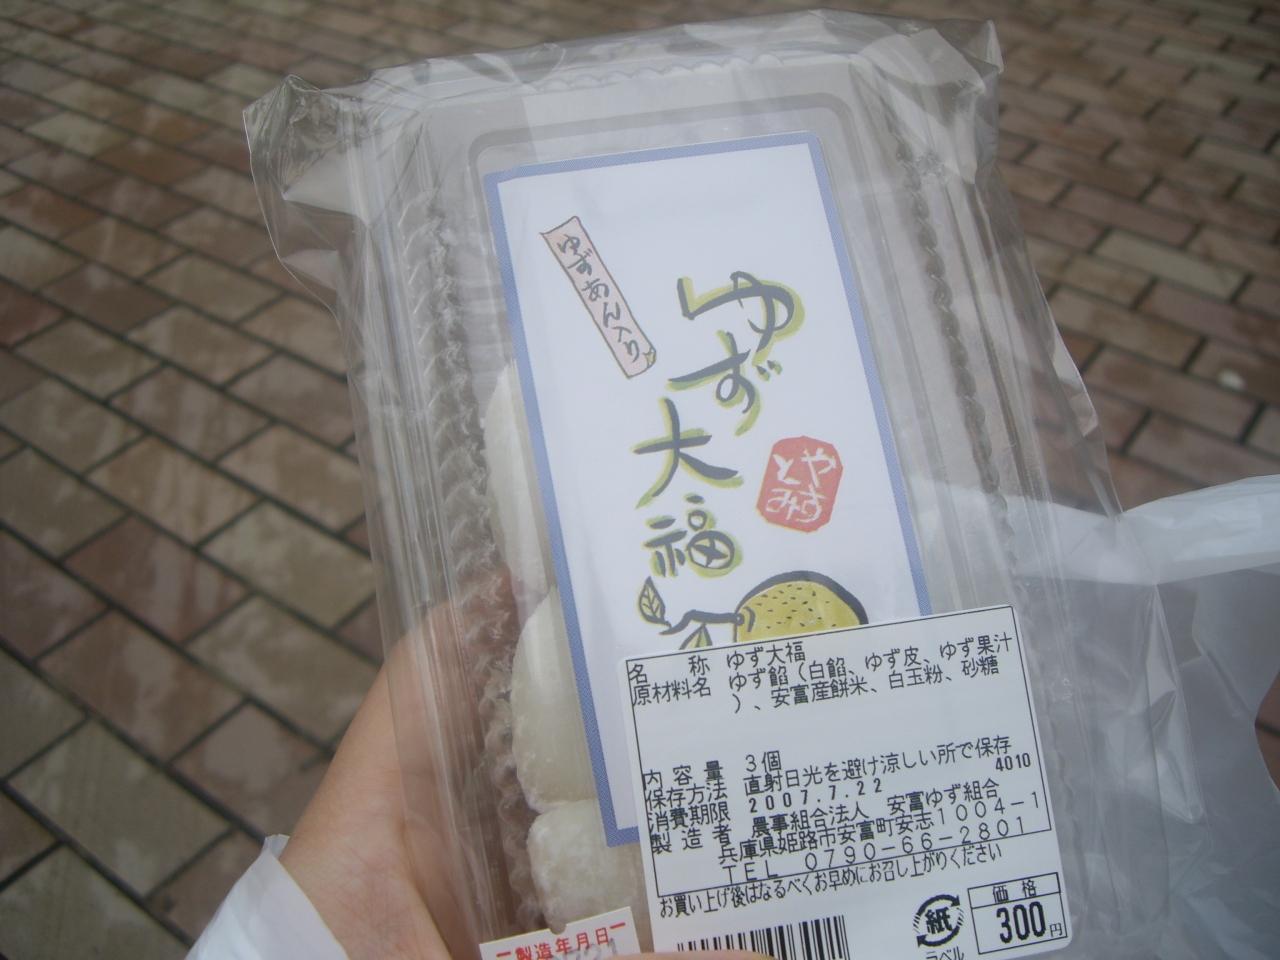 ゆずあん入り
ゆず
大福
やす
とみ
名称 ゆず大福
原材料名 ゆず餡(白餡、ゆず皮、ゆず果汁
)、安富産餅米、白玉粉、砂糖
内容量 3個
保存方法 直射日光を避け涼しい所で保存
消費期限 2007.7.22 4010
製造者 農事組合法人 安富ゆず組合
兵庫県姫路市安富町安志1004-1
TEL 0790-66-2801
お買い上げ後はなるべくお早めにお召し上がりください
紙
ラベル
価格
300円
製造年月日